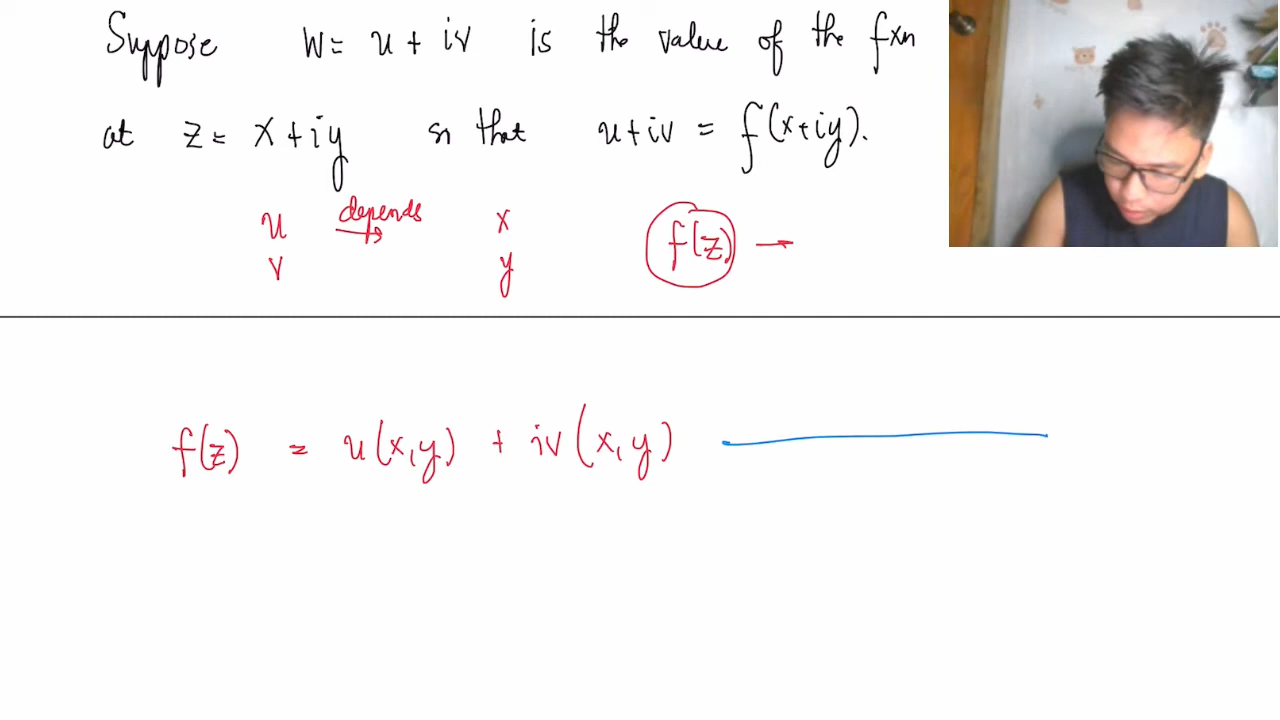 Suppose w = u + iv is the value of the fxn
at z = x + iy so that u + iv = f(x+iy).
u depends → x f(z) →
v y
f(z) = u(x,y) + iv(x,y)